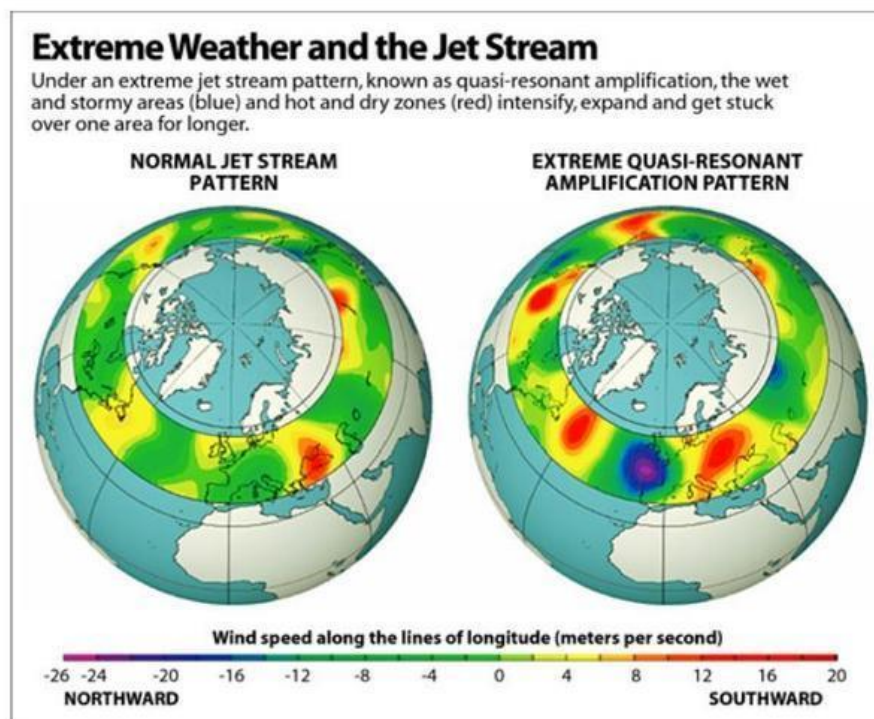 Extreme Weather and the Jet Stream
Under an extreme jet stream pattern, known as quasi-resonant amplification, the wet
and stormy areas (blue) and hot and dry zones (red) intensify, expand and get stuck
over one area for longer.
NORMAL JET STREAM
PATTERN
EXTREME QUASI-RESONANT
AMPLIFICATION PATTERN
Wind speed along the lines of longitude (meters per second)
-26 -24 -20 -16 -12 -8 -4 0 4 8 12 16 20
NORTHWARD SOUTHWARD